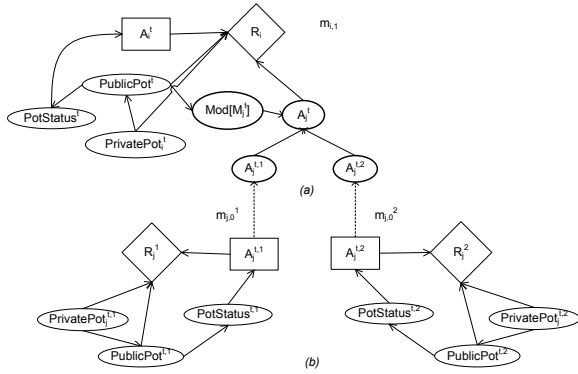 A_i^t
R_i
m_{i,1}
PublicPot^t
PotStatus^t
Mod[M_j^t]
A_j^t
PrivatePot_i^t
A_j^{t,1}
A_j^{t,2}
(a)
m_{j,0}^1
m_{j,0}^2
R_j^1
A_j^{t,1}
A_j^{t,2}
R_j^2
PrivatePot_j^{t,1}
PotStatus^{t,1}
PotStatus^{t,2}
PrivatePot_j^{t,2}
PublicPot^{t,1}
(b)
PublicPot^{t,2}